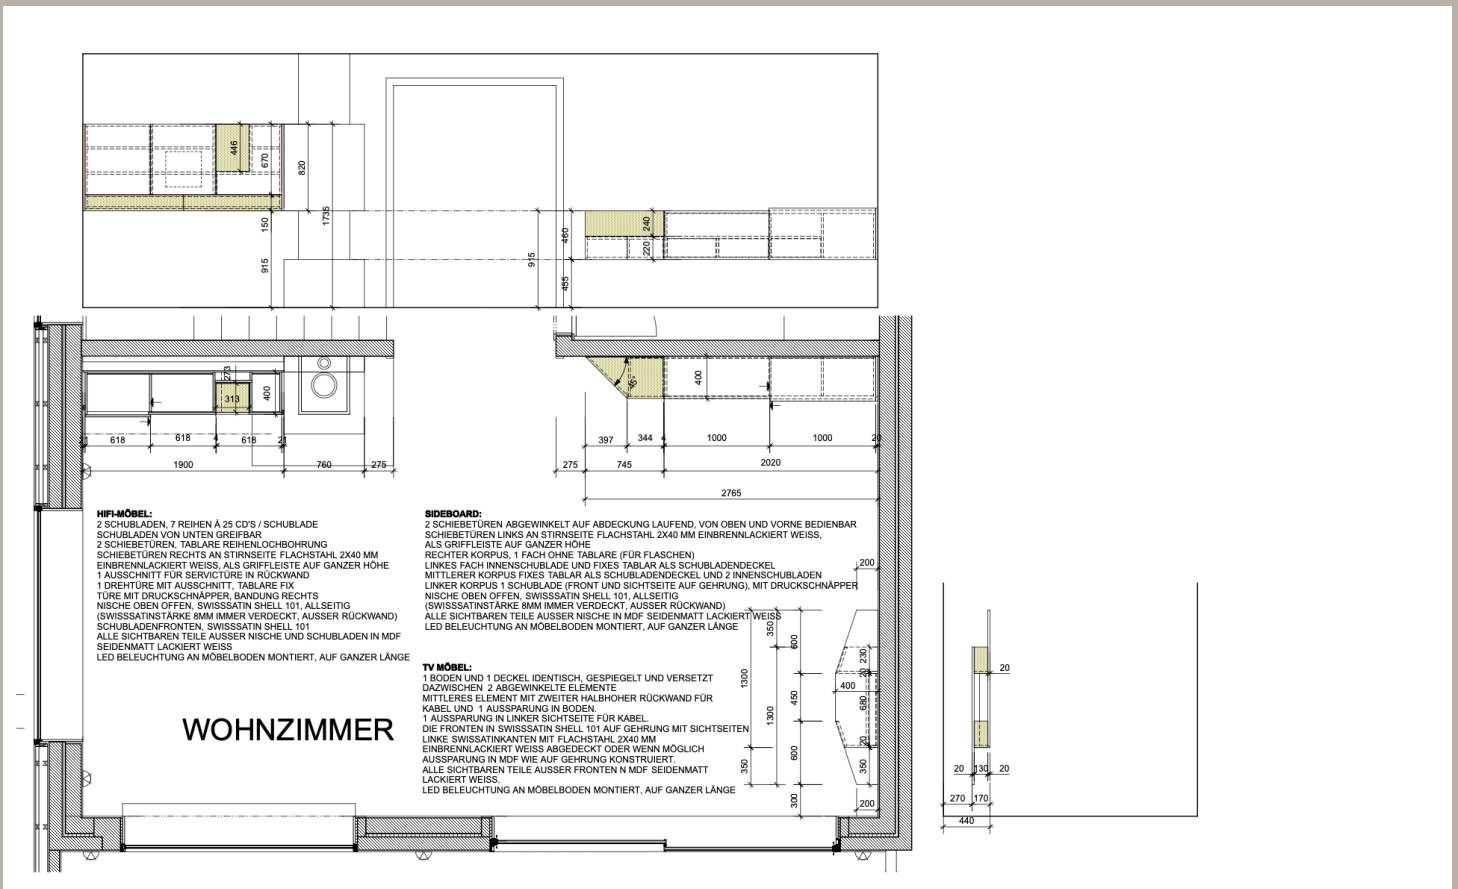 446
670
820
150
1735
915
915
460
455
240
220
273
313
400
45°
400
21
618
618
4
618
21
1900
760
275
397
344
4
1000
1000
20
275
745
2020
2765
HIFI-MÖBEL:
2 SCHUBLADEN, 7 REIHEN À 25 CD'S / SCHUBLADE
SCHUBLADEN VON UNTEN GREIFBAR
2 SCHIEBETÜREN, TABLARE REIHENLOCHBOHRUNG
SCHIEBETÜREN RECHTS AN STIRNSEITE FLACHSTAHL 2X40 MM
EINBRENNLACKIERT WEISS, ALS GRIFFLEISTE AUF GANZER HÖHE
1 AUSSCHNITT FÜR SERVICTÜRE IN RÜCKWAND
1 DREHTÜRE MIT AUSSCHNITT, TABLARE FIX
TÜRE MIT DRUCKSCHNÄPPER, BANDUNG RECHTS
NISCHE OBEN OFFEN, SWISSSATIN SHELL 101, ALLSEITIG
(SWISSSATINSTÄRKE 8MM IMMER VERDECKT, AUSSER RÜCKWAND)
SCHUBLADENFRONTEN, SWISSSATIN SHELL 101
ALLE SICHTBAREN TEILE AUSSER NISCHE UND SCHUBLADEN IN MDF
SEIDENMATT LACKIERT WEISS
LED BELEUCHTUNG AN MÖBELBODEN MONTIERT, AUF GANZER LÄNGE
SIDEBOARD:
2 SCHIEBETÜREN ABGEWINKELT AUF ABDECKUNG LAUFEND, VON OBEN UND VORNE BEDIENBAR
SCHIEBETÜREN LINKS AN STIRNSEITE FLACHSTAHL 2X40 MM EINBRENNLACKIERT WEISS,
ALS GRIFFLEISTE AUF GANZER HÖHE
RECHTER KORPUS, 1 FACH OHNE TABLARE (FÜR FLASCHEN)
LINKES FACH INNENSCHUBLADE UND FIXES TABLAR ALS SCHUBLADENDECKEL
MITTLERER KORPUS FIXES TABLAR ALS SCHUBLADENDECKEL UND 2 INNENSCHUBLADEN
LINKER KORPUS 1 SCHUBLADE (FRONT UND SICHTSEITE AUF GEHRUNG), MIT DRUCKSCHNÄPPER
NISCHE OBEN OFFEN, SWISSSATIN SHELL 101, ALLSEITIG
(SWISSSATINSTÄRKE 8MM IMMER VERDECKT, AUSSER RÜCKWAND)
ALLE SICHTBAREN TEILE AUSSER NISCHE IN MDF SEIDENMATT LACKIERT WEISS
LED BELEUCHTUNG AN MÖBELBODEN MONTIERT, AUF GANZER LÄNGE
TV MÖBEL:
1 BODEN UND 1 DECKEL IDENTISCH, GESPIEGELT UND VERSETZT
DAZWISCHEN 2 ABGEWINKELTE ELEMENTE
MITTLERES ELEMENT MIT ZWEITER HALBHOHER RÜCKWAND FÜR
KABEL UND 1 AUSSPARUNG IN BODEN.
1 AUSSPARUNG IN LINKER SICHTSEITE FÜR KABEL.
DIE FRONTEN IN SWISSSATIN SHELL 101 AUF GEHRUNG MIT SICHTSEITEN
LINKE SWISSATINKANTEN MIT FLACHSTAHL 2X40 MM
EINBRENNLACKIERT WEISS ABGEDECKT ODER WENN MÖGLICH
AUSSPARUNG IN MDF WIE AUF GEHRUNG KONSTRUIERT.
ALLE SICHTBAREN TEILE AUSSER FRONTEN N MDF SEIDENMATT
LACKIERT WEISS.
LED BELEUCHTUNG AN MÖBELBODEN MONTIERT, AUF GANZER LÄNGE
WOHNZIMMER
200
350
600
230
20
1300
400
450
680
1300
20
600
350
350
300
200
20
20
130
20
270
170
440